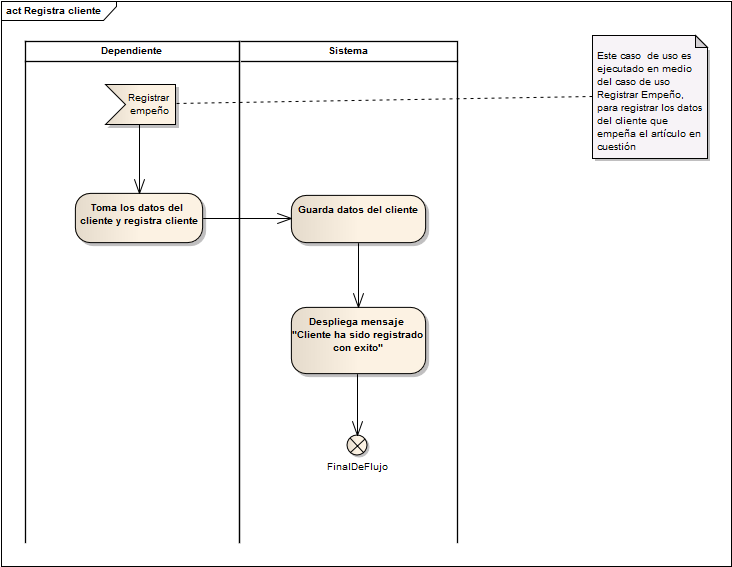 act Registra cliente
Dependiente
Sistema
Registrar
empeño
Este caso de uso es
ejecutado en medio
del caso de uso
Registrar Empeño,
para registrar los datos
del cliente que
empeña el artículo en
cuestión
Toma los datos del
cliente y registra cliente
Guarda datos del cliente
Despliega mensaje
"Cliente ha sido registrado
con exito"
FinalDeFlujo